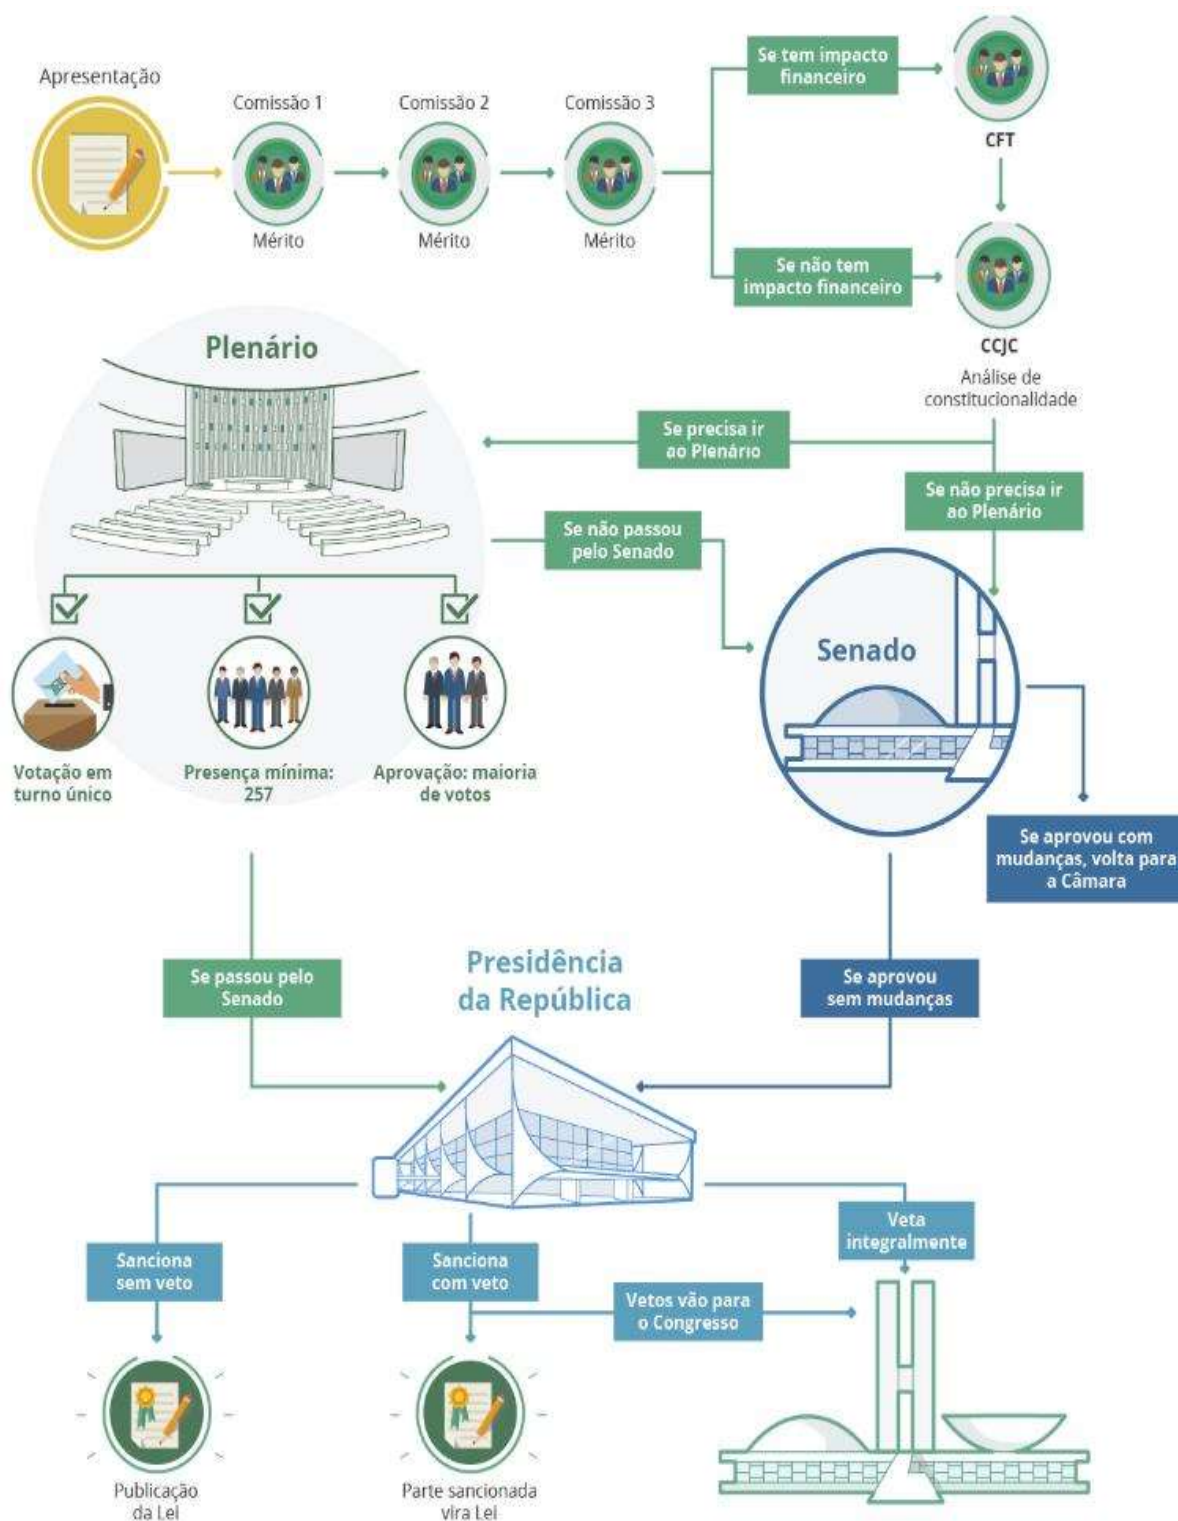 Apresentação
Comissão 1
Mérito
Comissão 2
Mérito
Comissão 3
Mérito
Se tem impacto
financeiro
CFT
Se não tem
impacto financeiro
CCJC
Análise de
constitucionalidade
Plenário
Se precisa ir
ao Plenário
Se não precisa ir
ao Plenário
Se não passou
pelo Senado
Senado
Votação em
turno único
Presença mínima:
257
Aprovação: maioria
de votos
Se aprovou com
mudanças, volta para
a Câmara
Se passou pelo
Senado
Presidência
da República
Se aprovou
sem mudanças
Sanciona
sem veto
Sanciona
com veto
Veta
integralmente
Vetos vão para
o Congresso
Publicação
da Lei
Parte sancionada
vira Lei